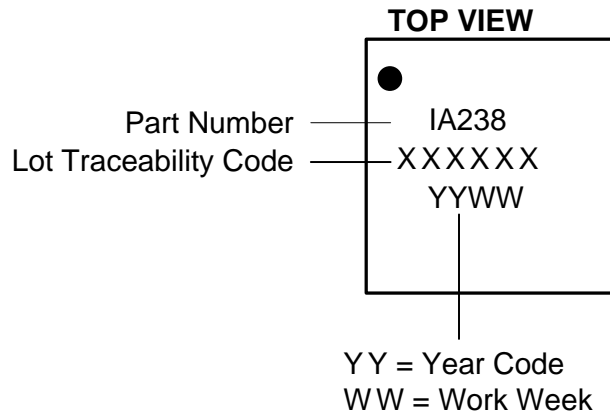 TOP VIEW
Part Number
IA238
Lot Traceability Code
XXXXXX
YYWW
YY = Year Code
WW = Work Week